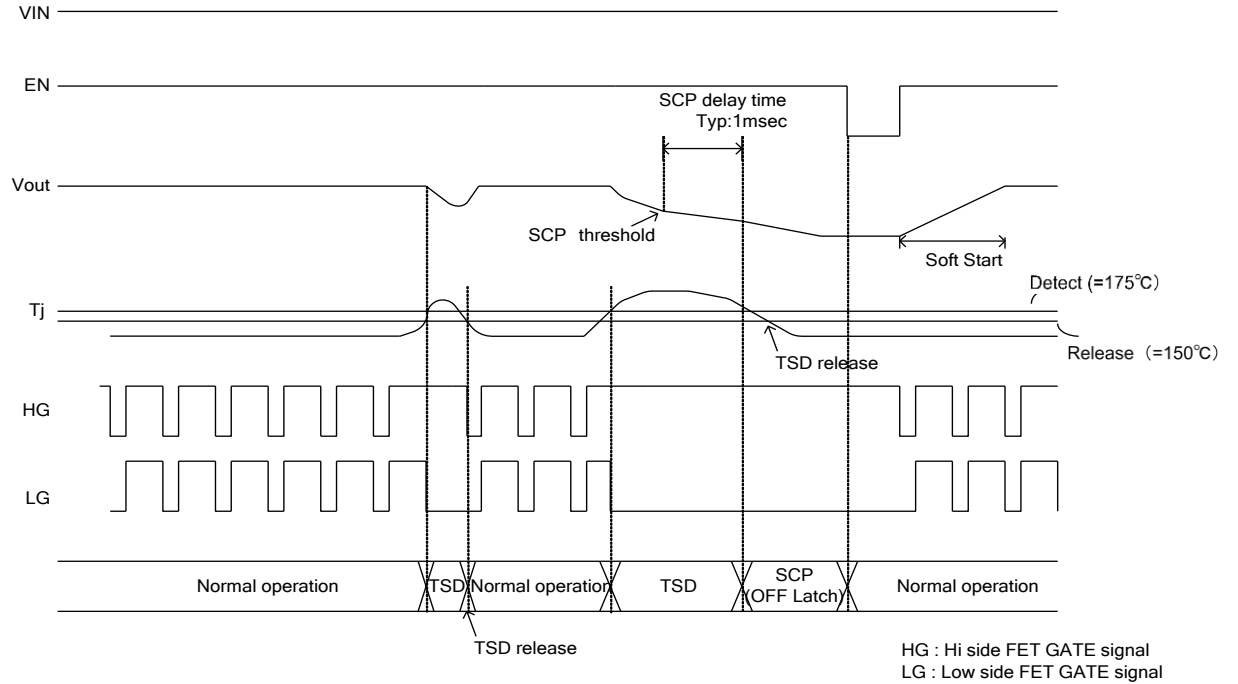 VIN
EN
SCP delay time
Typ:1msec
Vout
SCP threshold
Soft Start
Detect (=175℃)
Tj
TSD release
Release （=150℃）
HG
LG
Normal operation
TSD
Normal operation
TSD
SCP
(OFF Latch)
Normal operation
TSD release
HG : Hi side FET GATE signal
LG : Low side FET GATE signal